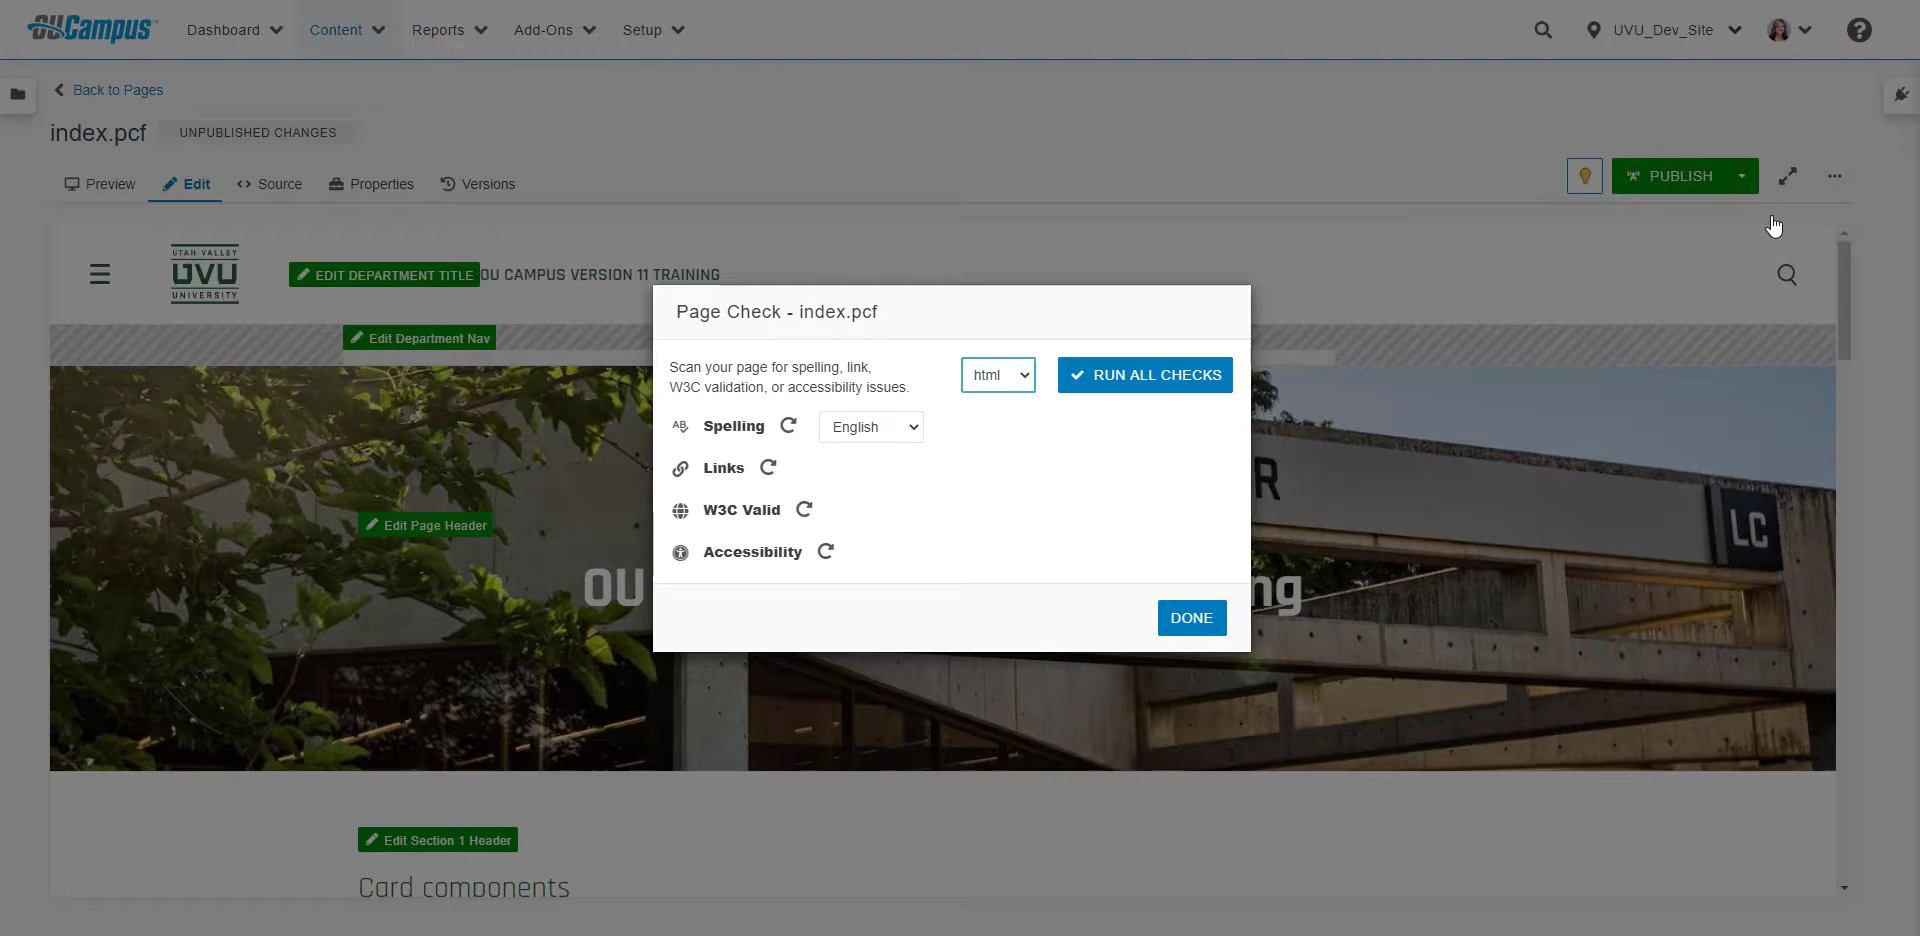 OUCampus
Dashboard
Content
Reports
Add-Ons
Setup
UVU_Dev_Site
Back to Pages
index.pcf
UNPUBLISHED CHANGES
Preview
Edit
Source
Properties
Versions
PUBLISH
UTAH VALLEY
UVU
UNIVERSITY
EDIT DEPARTMENT TITLE
OU CAMPUS VERSION 11 TRAINING
Edit Department Nav
Page Check - index.pcf
Scan your page for spelling, link,
W3C validation, or accessibility issues.
html
RUN ALL CHECKS
Spelling
English
Links
W3C Valid
Accessibility
DONE
Edit Page Header
R
LC
OU
ng
Edit Section 1 Header
Card components